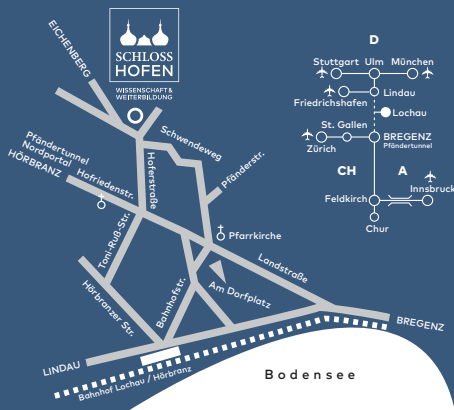 SCHLOSS
HOFEN
WISSENSCHAFT &
WEITERBILDUNG
EICHENBERG
Schwendeweg
Pfändertunnel
Nordportal
HÖRBRANZ
Hofriedenstr.
Hoferstraße
Pfänderstr.
Toni-Ruß-Str.
Pfarrkirche
Landstraße
Am Dorfplatz
Hörbranzer Str.
Bahnhofstr.
LINDAU
Bahnhof Lochau / Hörbranz
BREGENZ
Bodensee
D
Stuttgart Ulm München
Friedrichshafen
Lindau
Lochau
St. Gallen
Zürich
BREGENZ
Pfändertunnel
CH A
Innsbruck
Feldkirch
Chur